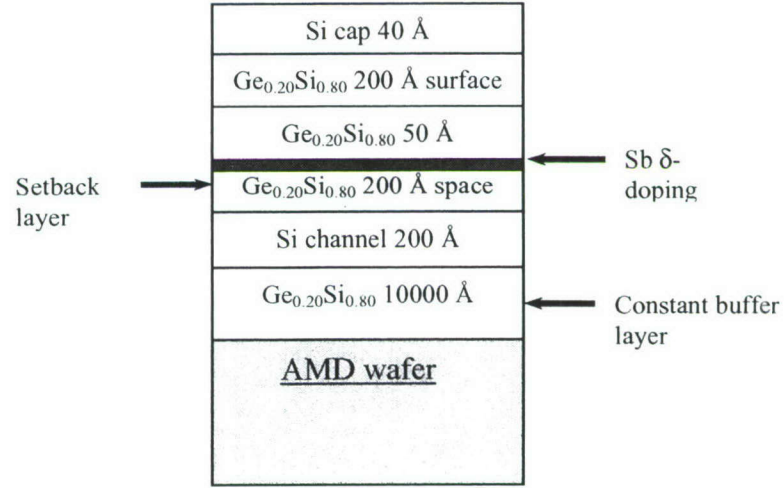 Si cap 40 Å
Ge0.20Si0.80 200 Å surface
Ge0.20Si0.80 50 Å
Sb δ-
doping
Setback
layer
Ge0.20Si0.80 200 Å space
Si channel 200 Å
Ge0.20Si0.80 10000 Å
Constant buffer
layer
AMD wafer